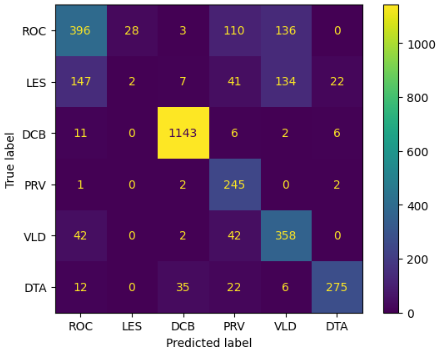 ROC 396 28 3 110 136 0
LES 147 2 7 41 134 22
DCB 11 0 1143 6 2 6
PRV 1 0 2 245 0 2
VLD 42 0 2 42 358 0
DTA 12 0 35 22 6 275
ROC LES DCB PRV VLD DTA
Predicted label
True label
1000
800
600
400
200
0